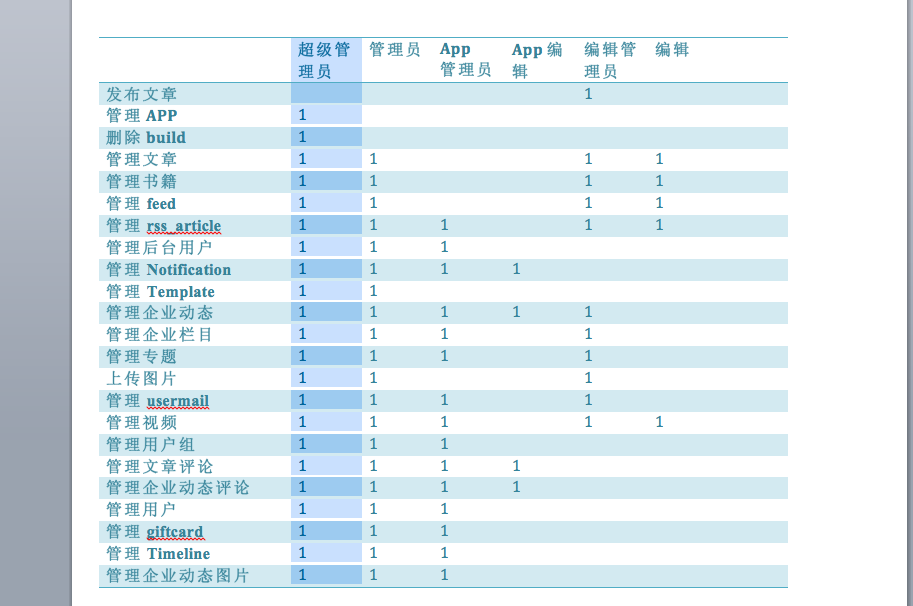 超级管理员 管理员 App 管理员 App 编辑 编辑管理员 编辑
发布文章 1
管理 APP 1
删除 build 1
管理文章 1 1 1 1
管理书籍 1 1 1 1
管理 feed 1 1 1 1
管理 rss_article 1 1 1 1 1
管理后台用户 1 1 1
管理 Notification 1 1 1 1
管理 Template 1 1
管理企业动态 1 1 1 1 1
管理企业栏目 1 1 1 1
管理专题 1 1 1 1
上传图片 1 1 1
管理 usermail 1 1 1 1
管理视频 1 1 1 1 1
管理用户组 1 1 1
管理文章评论 1 1 1 1
管理企业动态评论 1 1 1 1
管理用户 1 1 1
管理 giftcard 1 1 1
管理 Timeline 1 1 1
管理企业动态图片 1 1 1